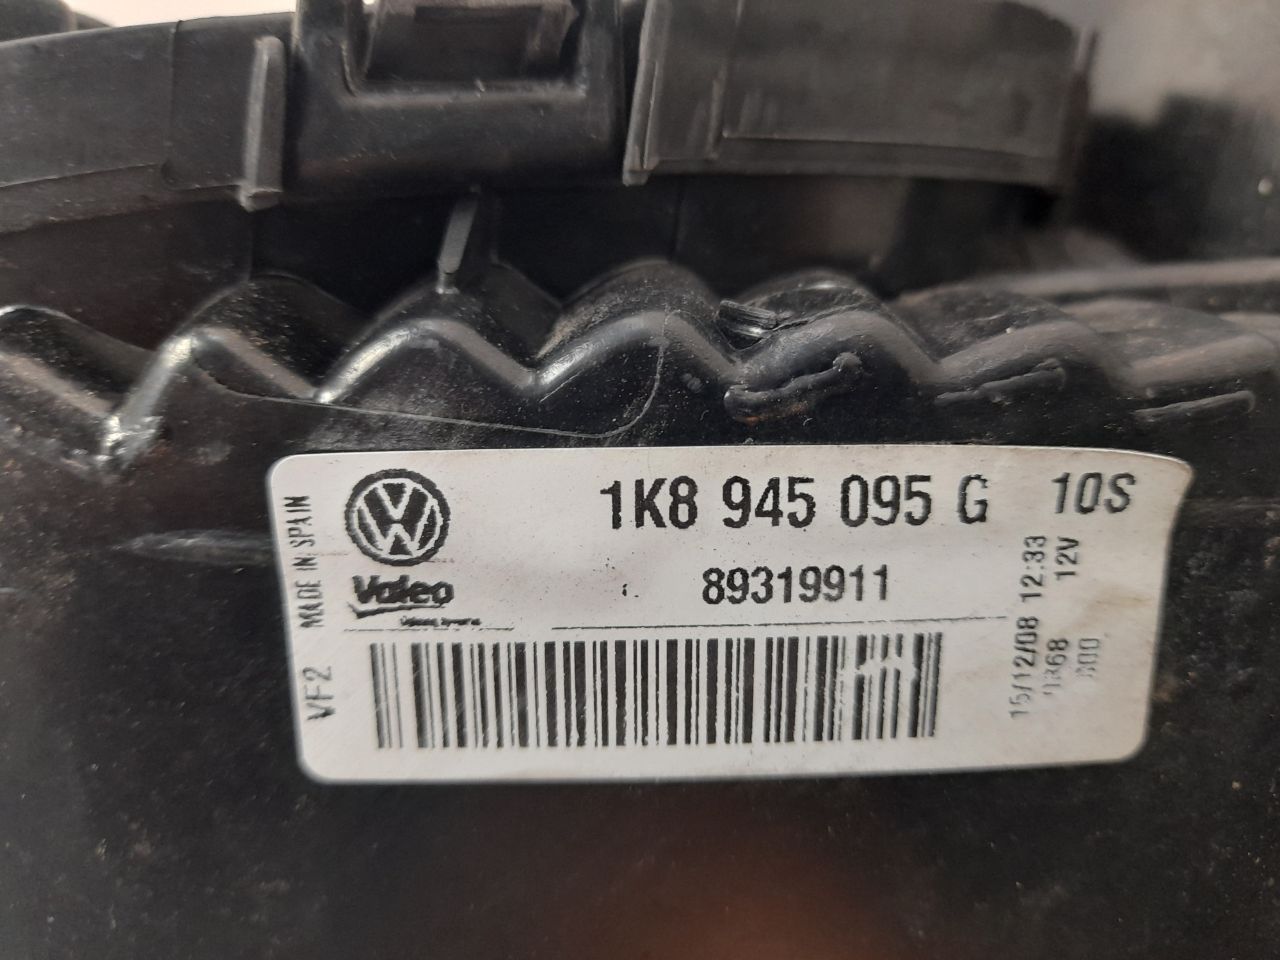 1K8 945 095 G 10S
89319911
Valeo
MADE IN SPAIN
VF2
15/12/08 12:33
12V